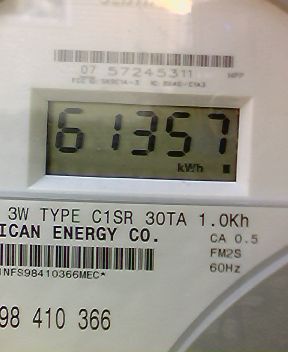 07 57245311
61357
kWh
3W TYPE C1SR 30TA 1.0Kh
ICAN ENERGY CO.
CA 0.5
FM2S
60Hz
1NFS98410366MEC*
98 410 366